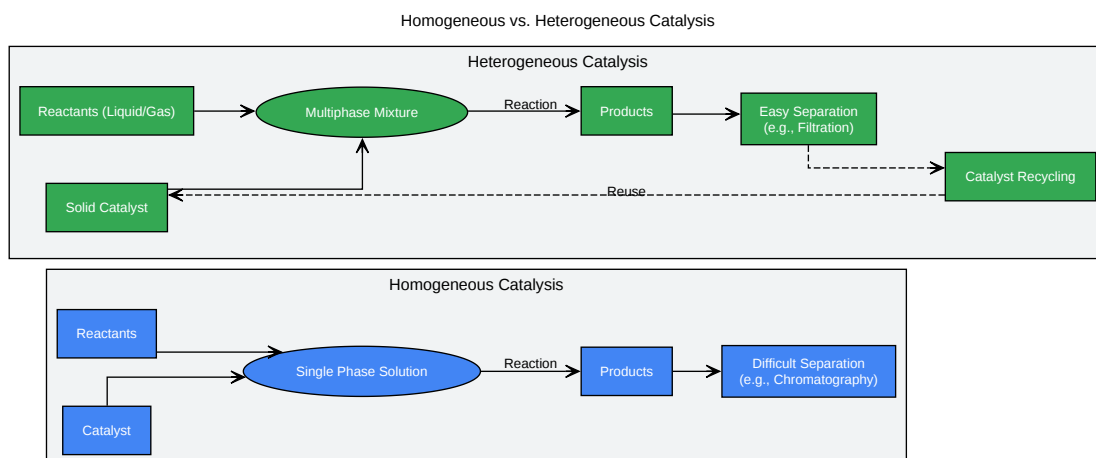 Homogeneous vs. Heterogeneous Catalysis
Heterogeneous Catalysis
Reactants (Liquid/Gas)
Multiphase Mixture
Reaction
Products
Easy Separation
(e.g., Filtration)
Catalyst Recycling
Reuse
Solid Catalyst
Homogeneous Catalysis
Reactants
Single Phase Solution
Reaction
Products
Difficult Separation
(e.g., Chromatography)
Catalyst